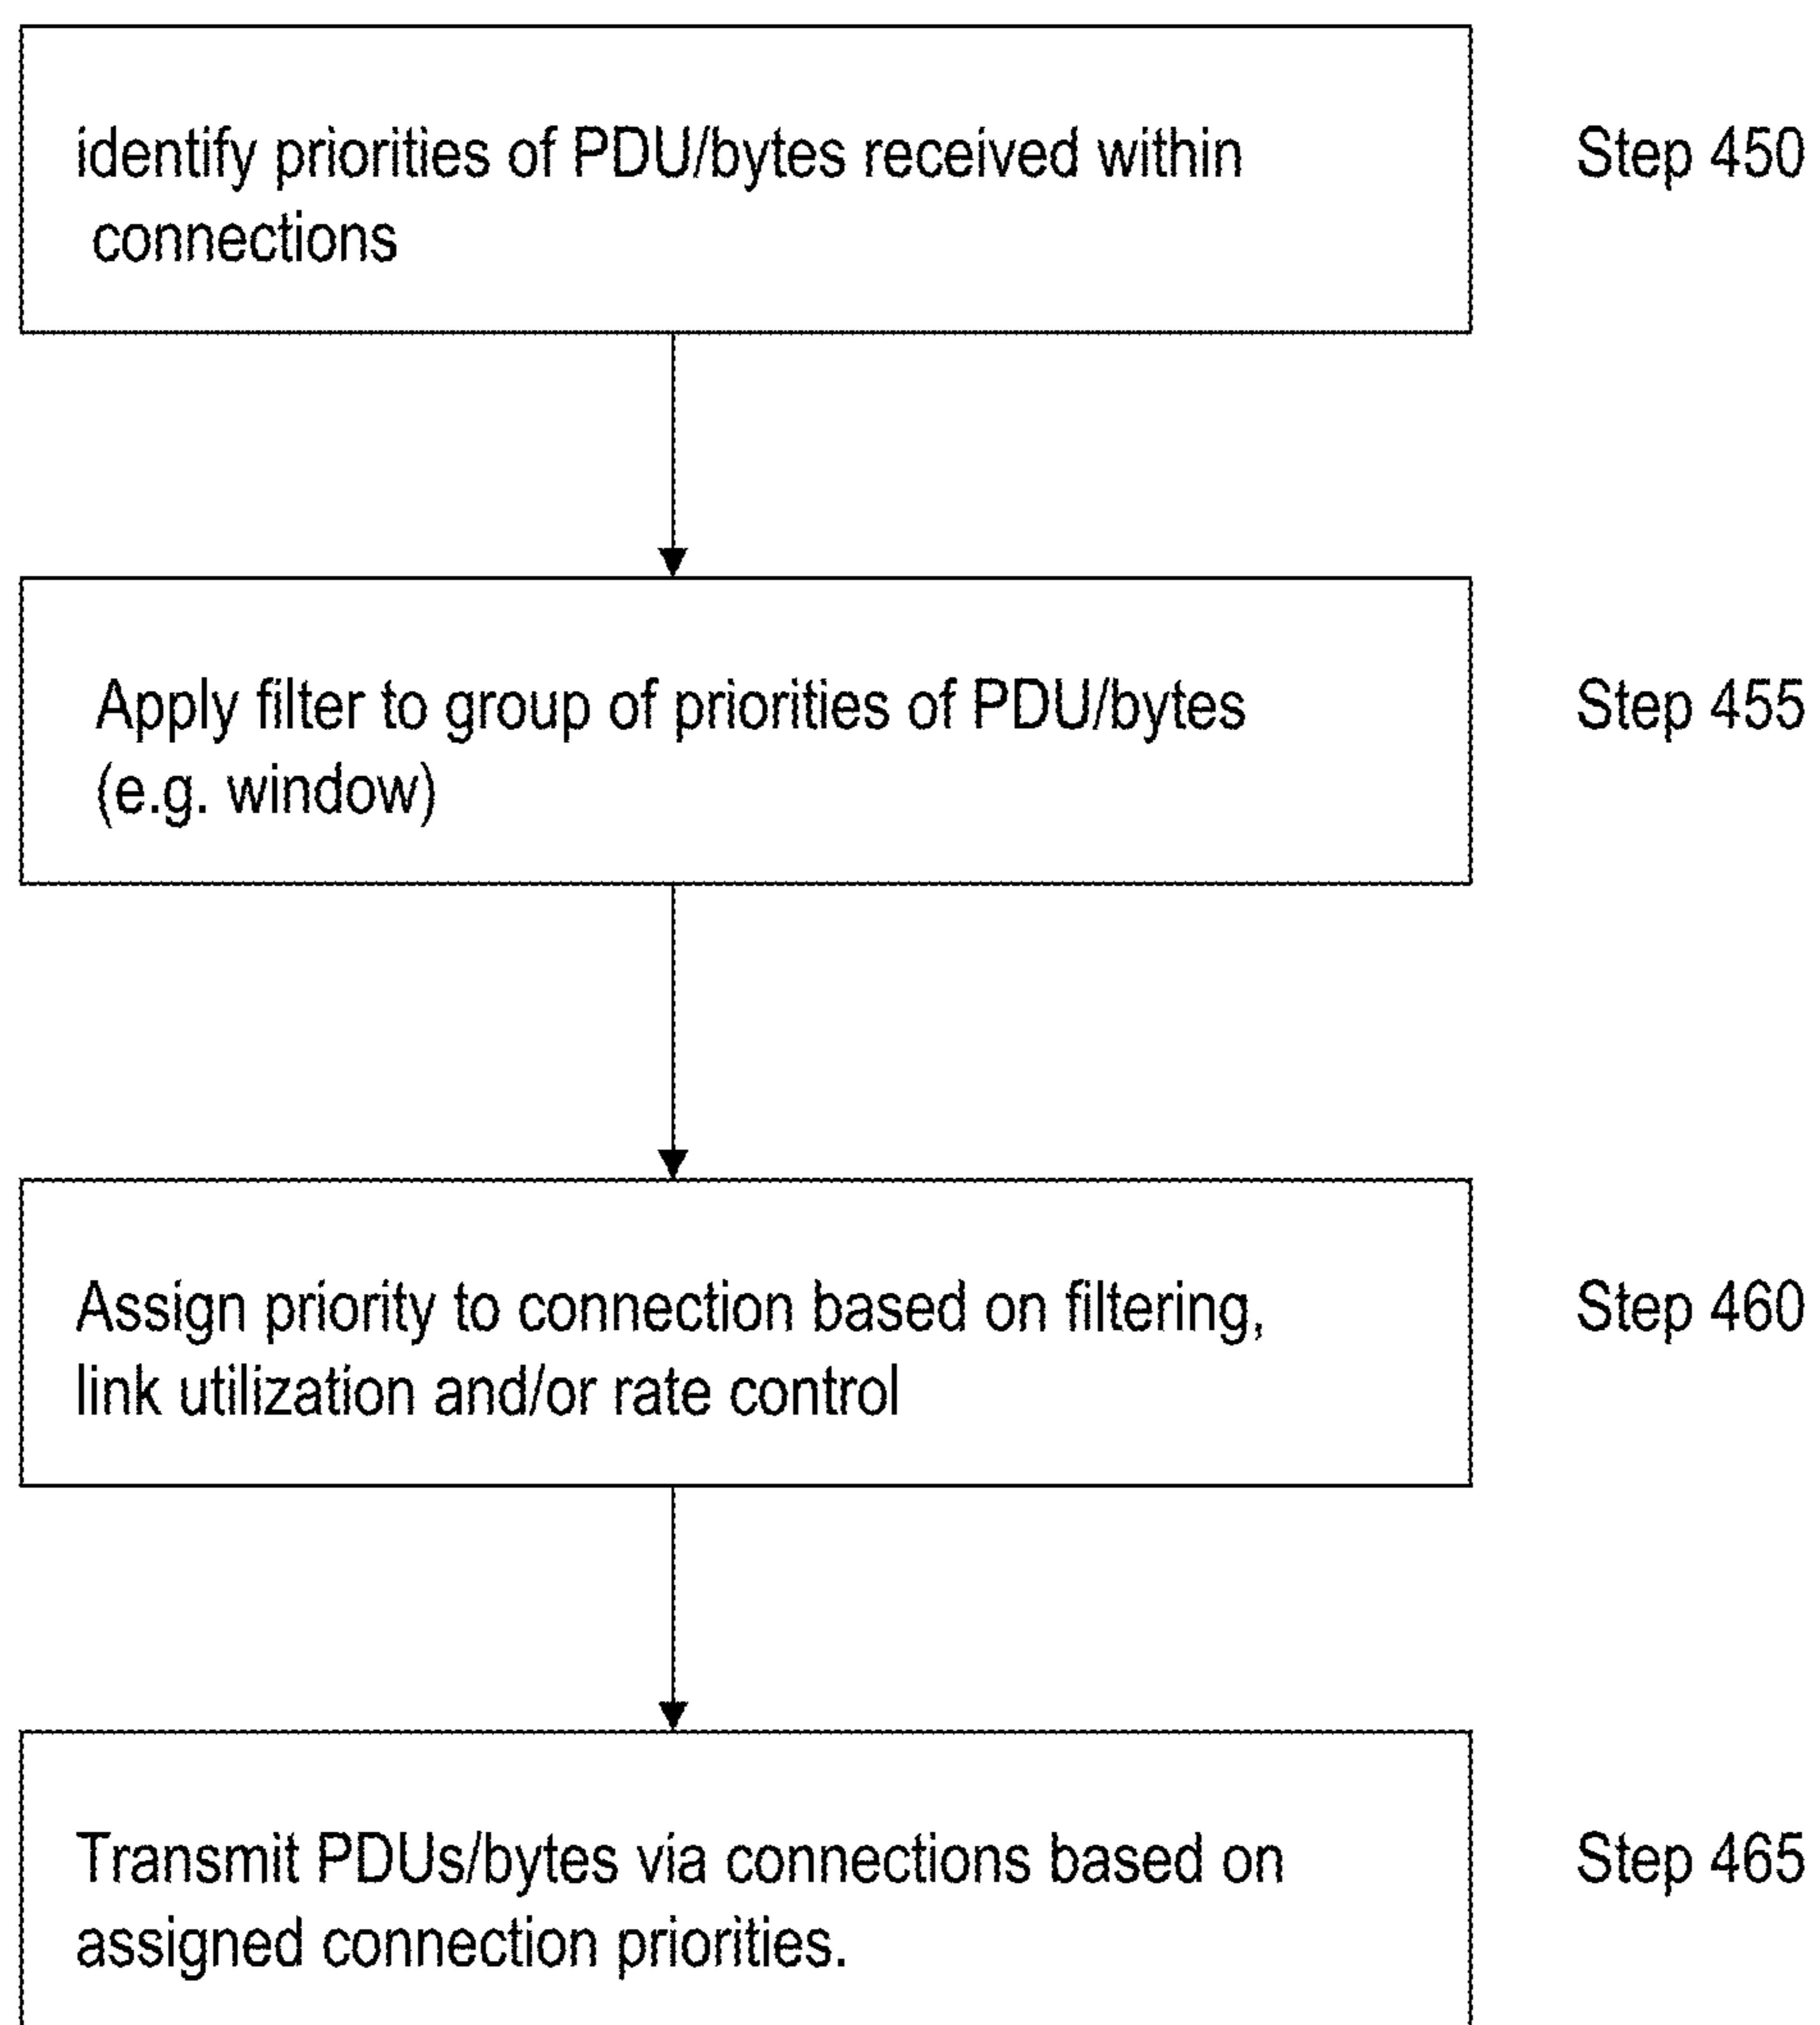 identify priorities of PDU/bytes received within
connections
Step 450
Apply filter to group of priorities of PDU/bytes
(e.g. window)
Step 455
Assign priority to connection based on filtering,
link utilization and/or rate control
Step 460
Transmit PDUs/bytes via connections based on
assigned connection priorities.
Step 465